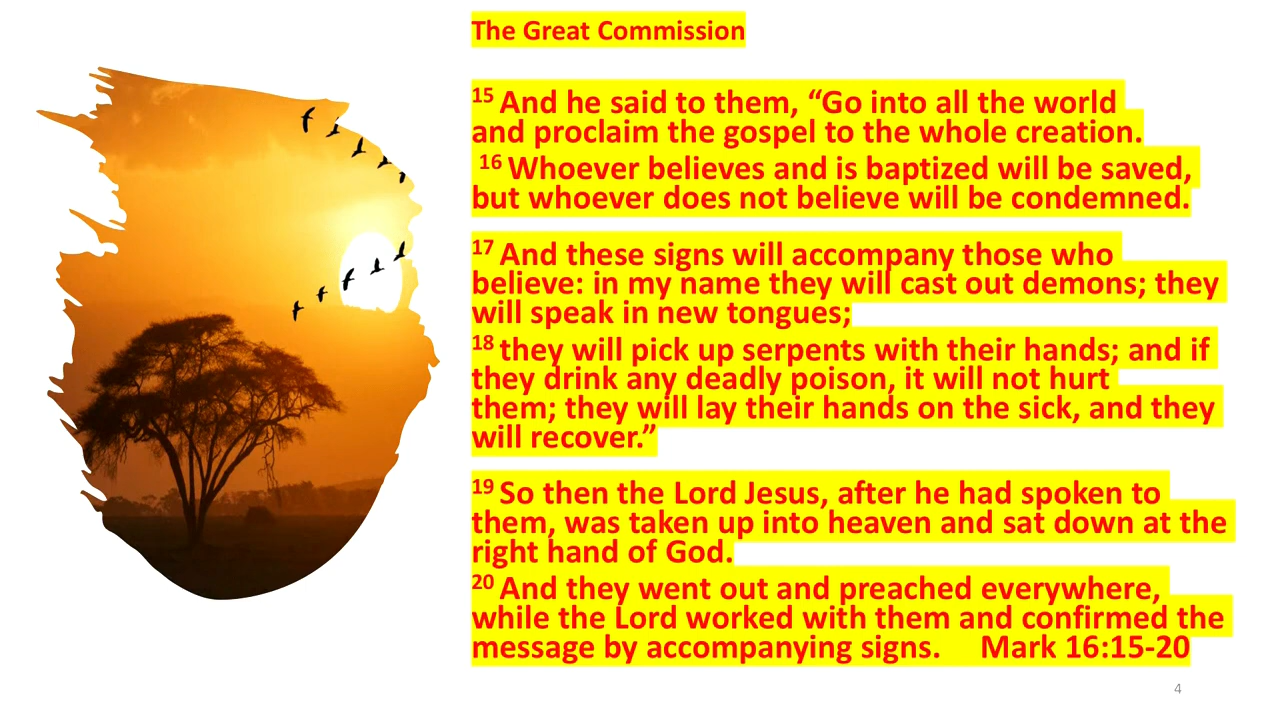 The Great Commission
15 And he said to them, “Go into all the world
and proclaim the gospel to the whole creation.
16 Whoever believes and is baptized will be saved,
but whoever does not believe will be condemned.
17 And these signs will accompany those who
believe: in my name they will cast out demons; they
will speak in new tongues;
18 they will pick up serpents with their hands; and if
they drink any deadly poison, it will not hurt
them; they will lay their hands on the sick, and they
will recover.”
19 So then the Lord Jesus, after he had spoken to
them, was taken up into heaven and sat down at the
right hand of God.
20 And they went out and preached everywhere,
while the Lord worked with them and confirmed the
message by accompanying signs. Mark 16:15-20
4